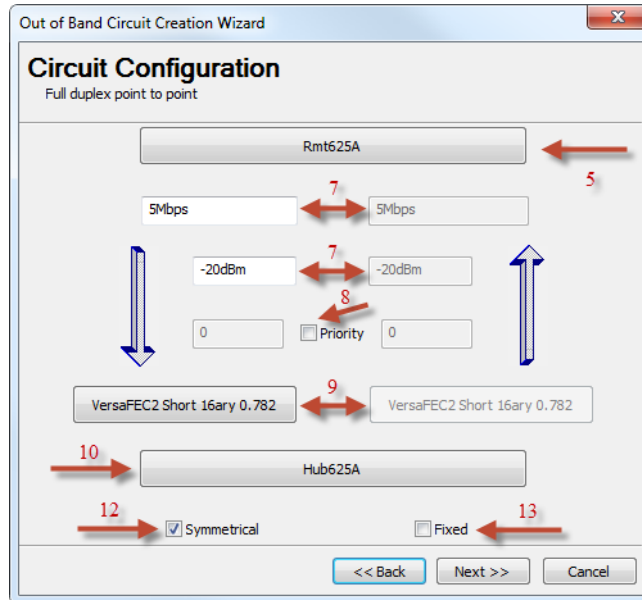 Out of Band Circuit Creation Wizard
Circuit Configuration
Full duplex point to point
Rmt625A
5
5Mbps
7
5Mbps
-20dBm
7
-20dBm
8
0
Priority
0
VersaFEC2 Short 16ary 0.782
9
VersaFEC2 Short 16ary 0.782
10
Hub625A
12
Symmetrical
Fixed
13
<< Back
Next >>
Cancel